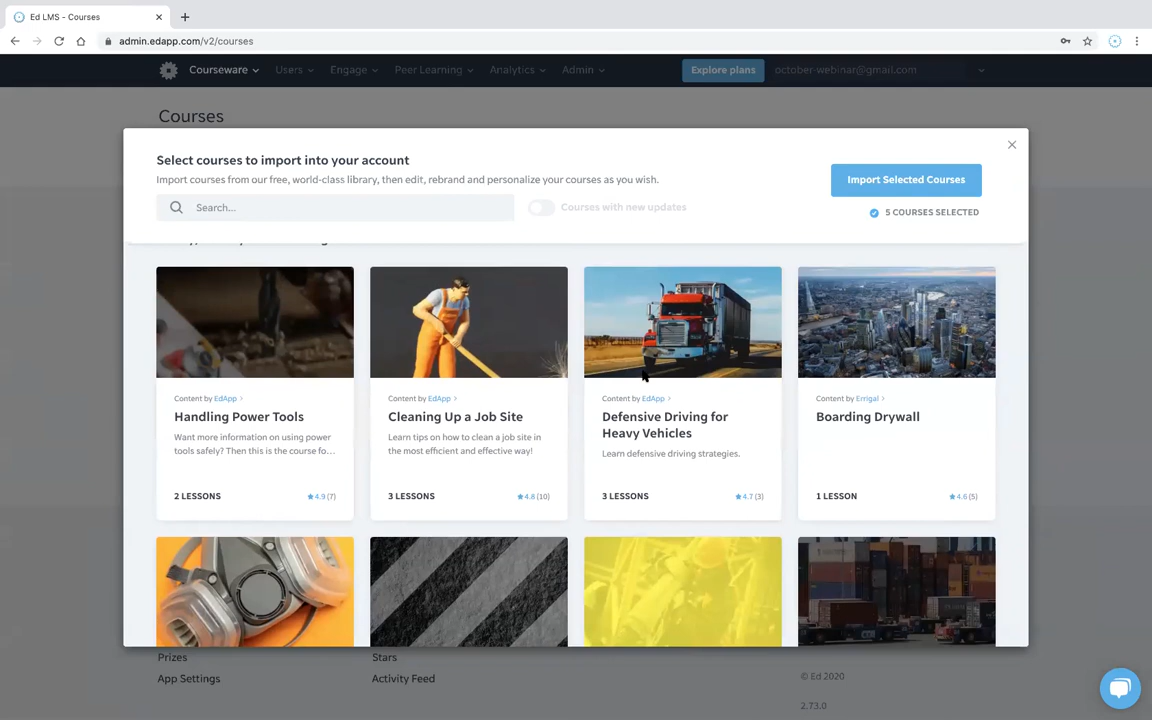 Ed LMS - Courses
admin.edapp.com/v2/courses
Courseware
Users
Engage
Peer Learning
Analytics
Admin
Explore plans
october-webinar@gmail.com
Courses
Select courses to import into your account
Import courses from our free, world-class library, then edit, rebrand and personalize your courses as you wish.
Import Selected Courses
Search...
Courses with new updates
5 COURSES SELECTED
Content by EdApp >
Handling Power Tools
Want more information on using power
tools safely? Then this is the course fo...
2 LESSONS
4.9 (7)
Content by EdApp >
Cleaning Up a Job Site
Learn tips on how to clean a job site in
the most efficient and effective way!
3 LESSONS
4.8 (10)
Content by EdApp >
Defensive Driving for
Heavy Vehicles
Learn defensive driving strategies.
3 LESSONS
4.7 (3)
Content by Errigal >
Boarding Drywall
1 LESSON
4.6 (5)
Prizes
Stars
App Settings
Activity Feed
© Ed 2020
2.73.0